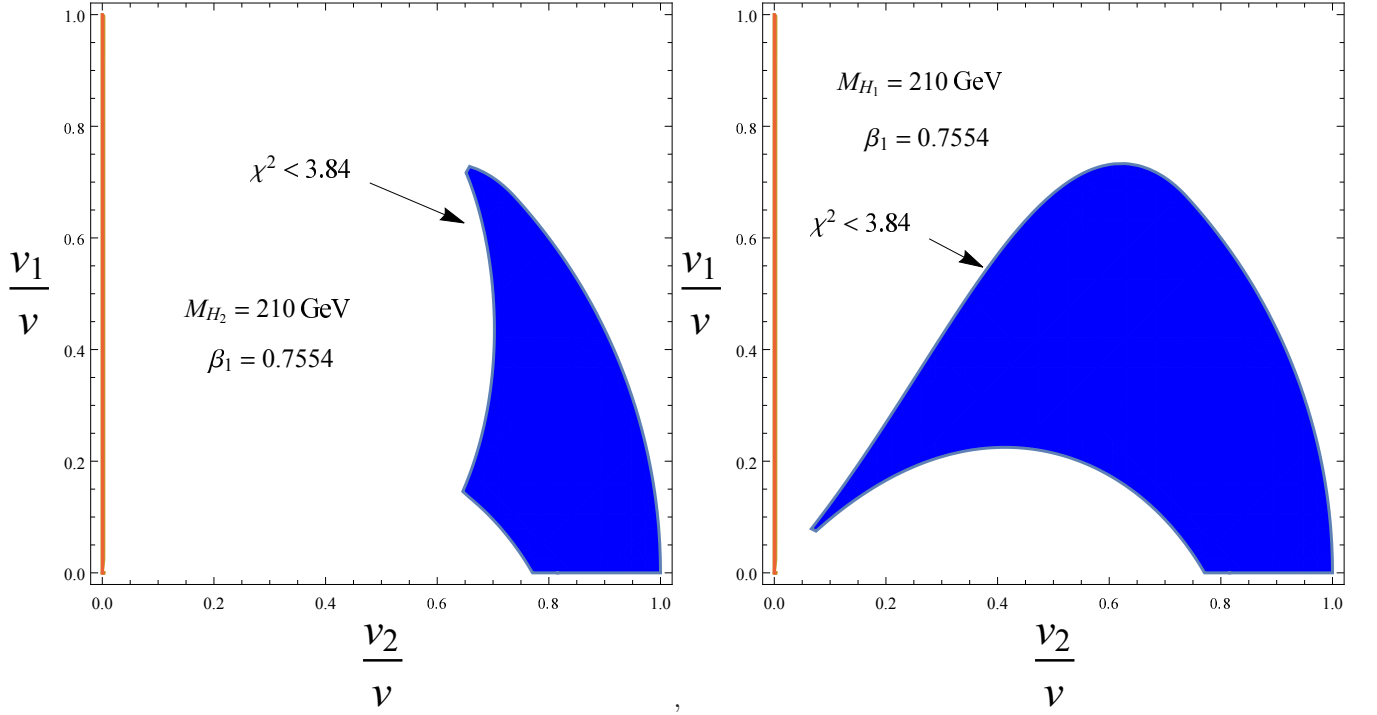 1.0
0.8
0.6
0.4
0.2
0.0
v₁
v
χ² < 3.84
M_{H₂} = 210 GeV
β₁ = 0.7554
0.0 0.2 0.4 0.6 0.8 1.0
v₂
v
,
1.0
0.8
0.6
0.4
0.2
0.0
v₁
v
M_{H₁} = 210 GeV
β₁ = 0.7554
χ² < 3.84
0.0 0.2 0.4 0.6 0.8 1.0
v₂
v